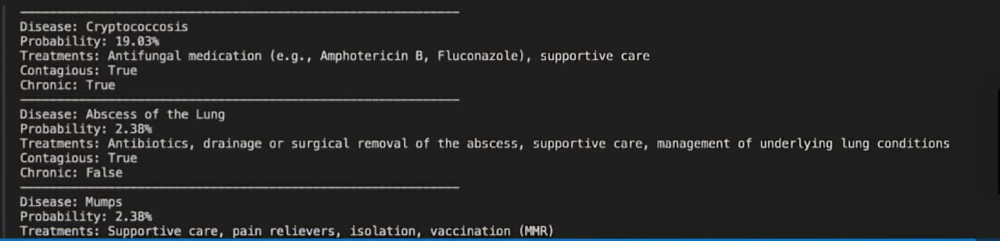 Disease: Cryptococcosis
Probability: 19.03%
Treatments: Antifungal medication (e.g., Amphotericin B, Fluconazole), supportive care
Contagious: True
Chronic: True
Disease: Abscess of the Lung
Probability: 2.38%
Treatments: Antibiotics, drainage or surgical removal of the abscess, supportive care, management of underlying lung conditions
Contagious: True
Chronic: False
Disease: Mumps
Probability: 2.38%
Treatments: Supportive care, pain relievers, isolation, vaccination (MMR)